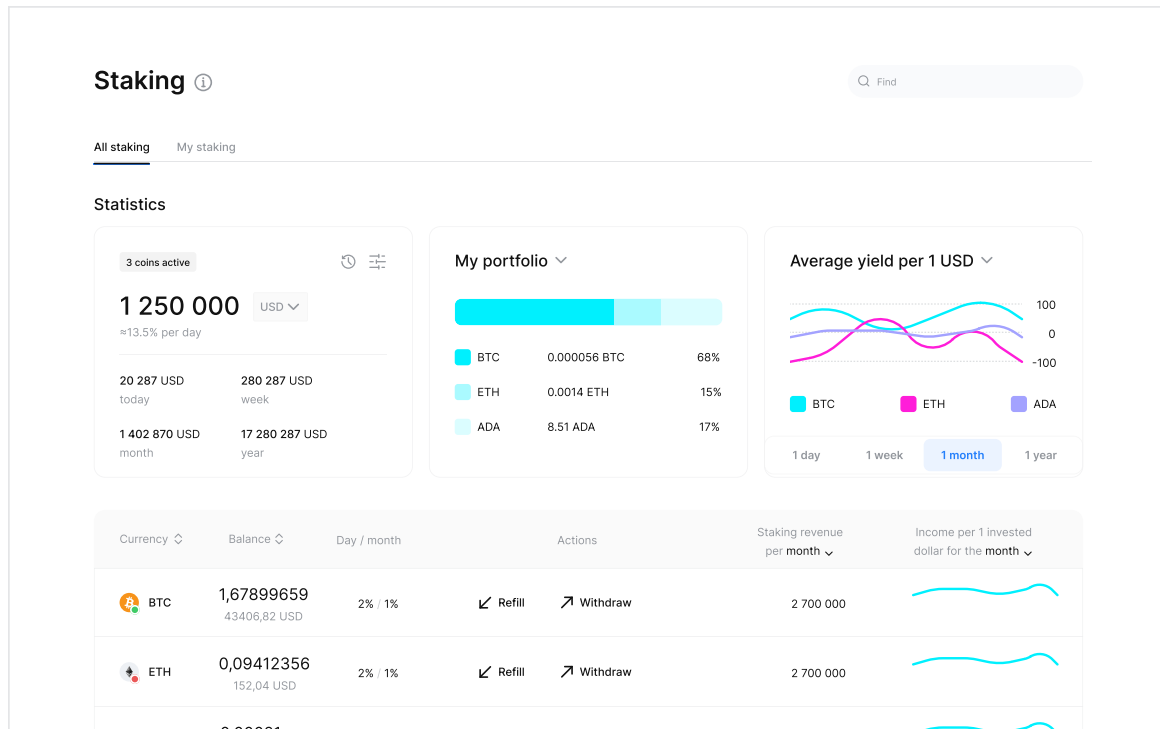 Staking
Find
All staking My staking
Statistics
3 coins active
1 250 000 USD
≈13.5% per day
20 287 USD 280 287 USD
today week
1 402 870 USD 17 280 287 USD
month year
My portfolio
BTC 0.000056 BTC 68%
ETH 0.0014 ETH 15%
ADA 8.51 ADA 17%
Average yield per 1 USD
100
0
-100
BTC ETH ADA
1 day 1 week 1 month 1 year
Currency Balance Day / month Actions
Staking revenue
per month
Income per 1 invested
dollar for the month
BTC 1,67899659 2% / 1% Refill Withdraw 2 700 000
43406,82 USD
ETH 0,09412356 2% / 1% Refill Withdraw 2 700 000
152,04 USD